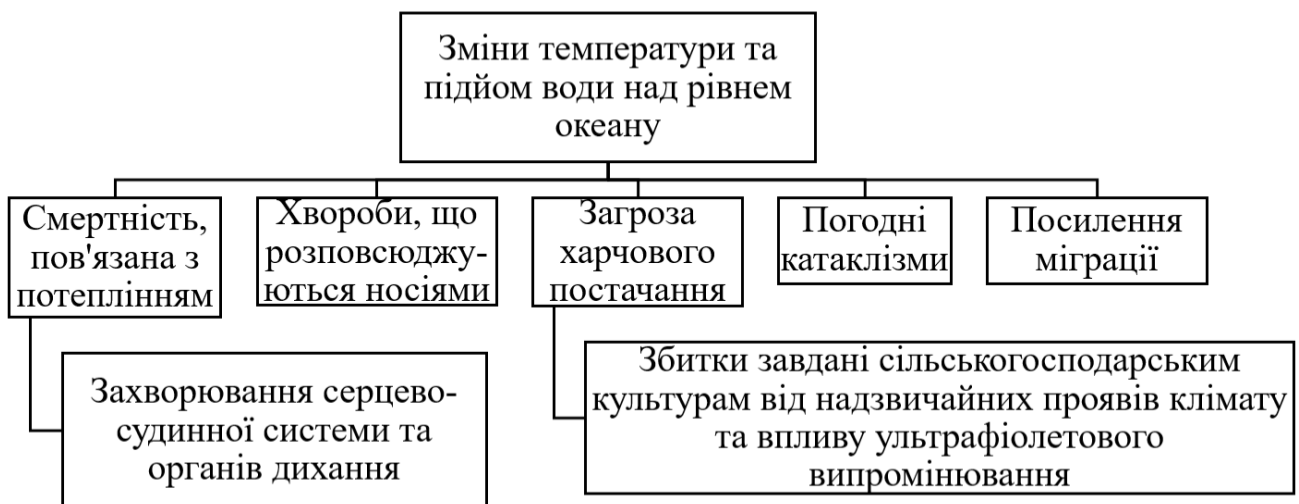 Зміни температури та
підйом води над рівнем
океану
Смертність,
пов'язана з
потеплінням
Хвороби, що
розповсюджу-
ються носіями
Загроза
харчового
постачання
Погодні
катаклізми
Посилення
міграції
Захворювання серцево-
судинної системи та
органів дихання
Збитки завдані сільськогосподарським
культурам від надзвичайних проявів клімату
та впливу ультрафіолетового
випромінювання